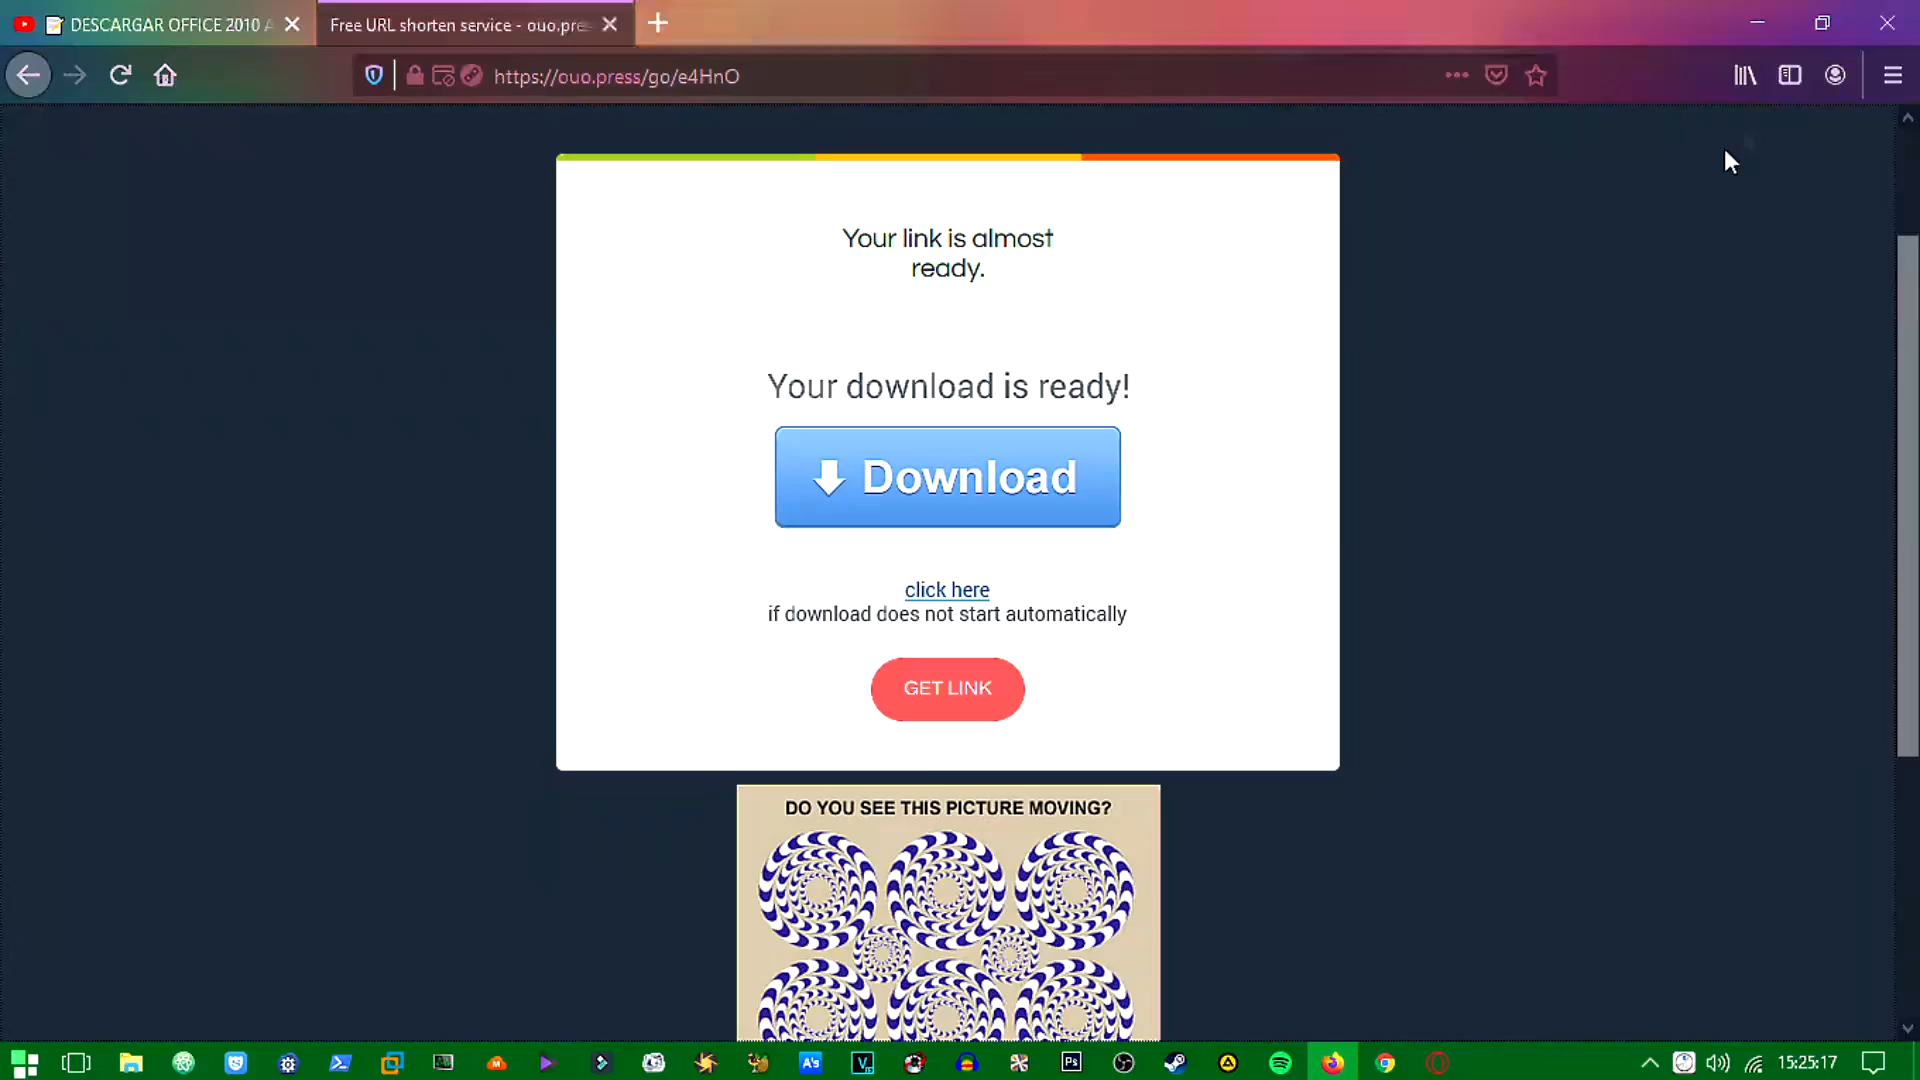 DESCARGAR OFFICE 2010 A
Free URL shorten service - ouo.pre
https://ouo.press/go/e4HnO
Your link is almost
ready.
Your download is ready!
Download
click here
if download does not start automatically
GET LINK
DO YOU SEE THIS PICTURE MOVING?
A's
V
Ps
15:25:17